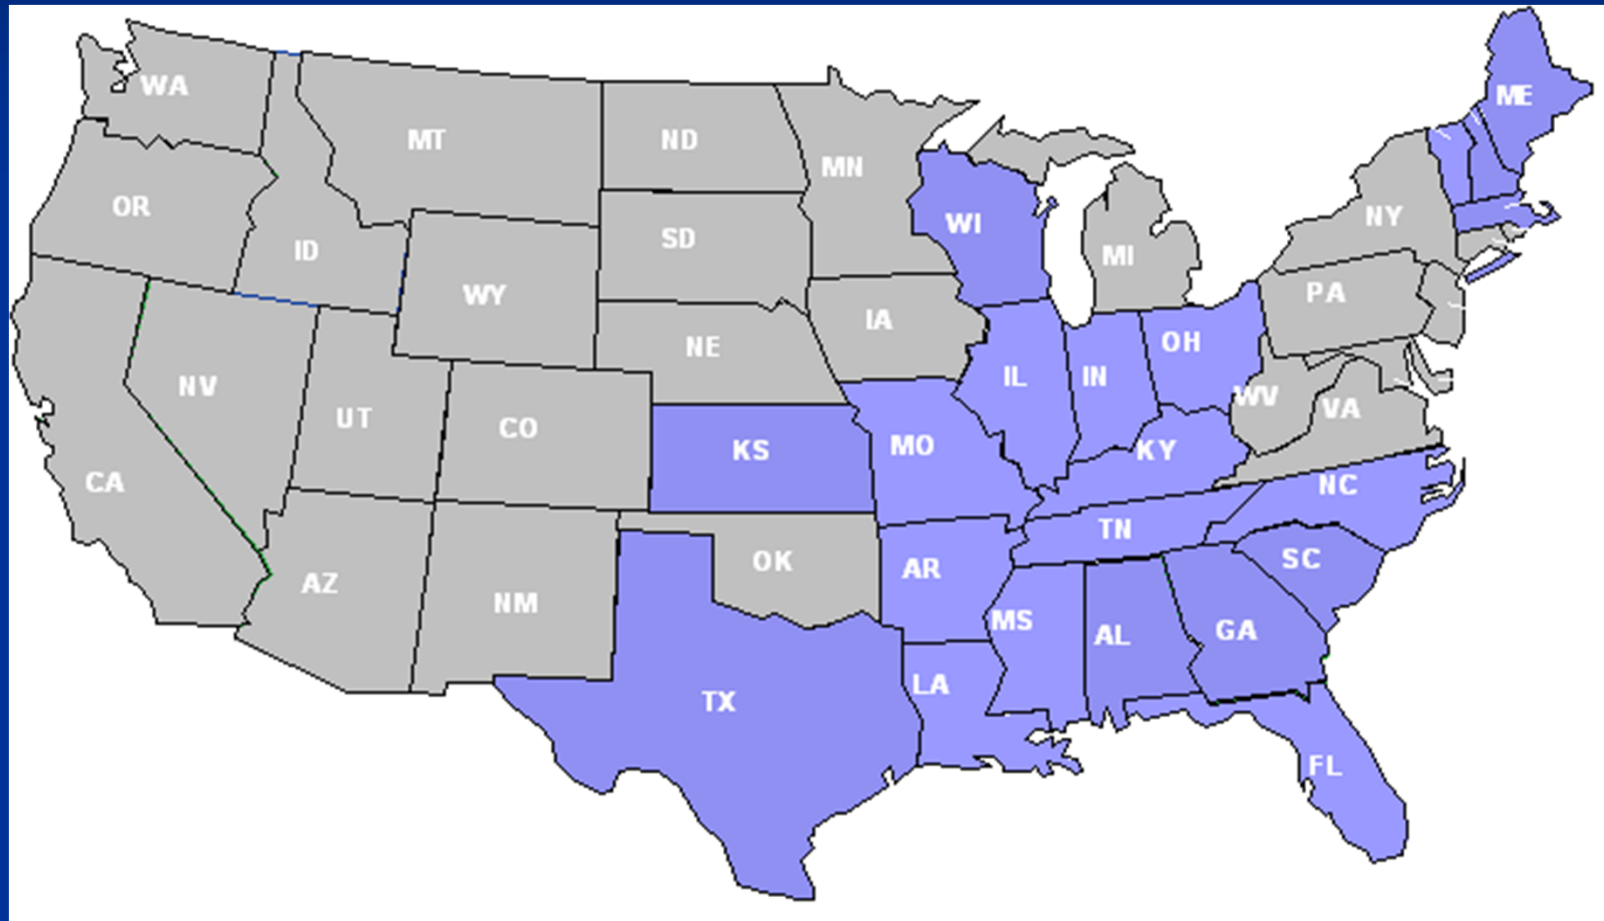 WA
MT
ND
MN
ME
OR
ID
SD
WI
MI
NY
WY
IA
PA
NE
NV
UT
CO
IL
IN
OH
WV
VA
CA
KS
MO
KY
NC
AZ
NM
OK
AR
TN
SC
MS
AL
GA
TX
LA
FL